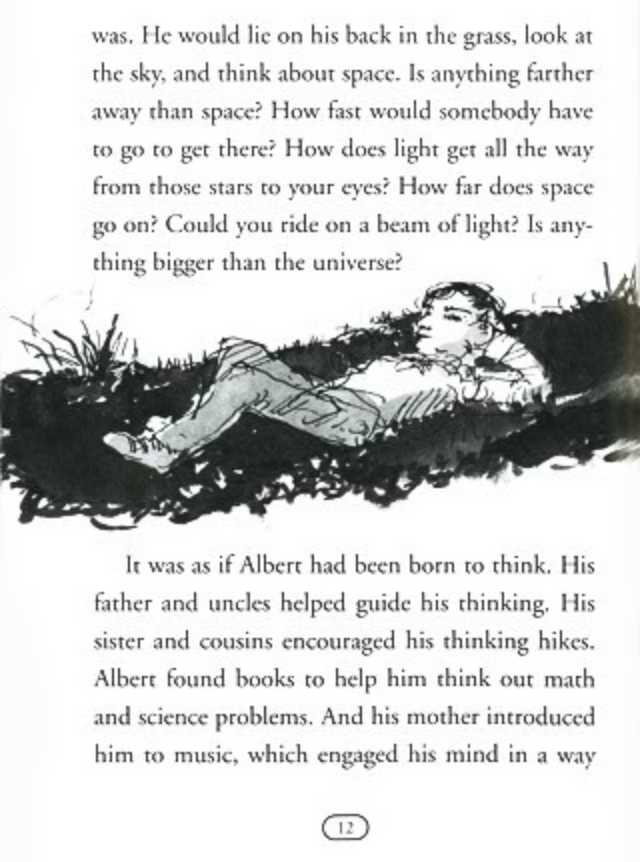 was. He would lie on his back in the grass, look at
the sky, and think about space. Is anything farther
away than space? How fast would somebody have
to go to get there? How does light get all the way
from those stars to your eyes? How far does space
go on? Could you ride on a beam of light? Is any-
thing bigger than the universe?
It was as if Albert had been born to think. His
father and uncles helped guide his thinking. His
sister and cousins encouraged his thinking hikes.
Albert found books to help him think out math
and science problems. And his mother introduced
him to music, which engaged his mind in a way
12